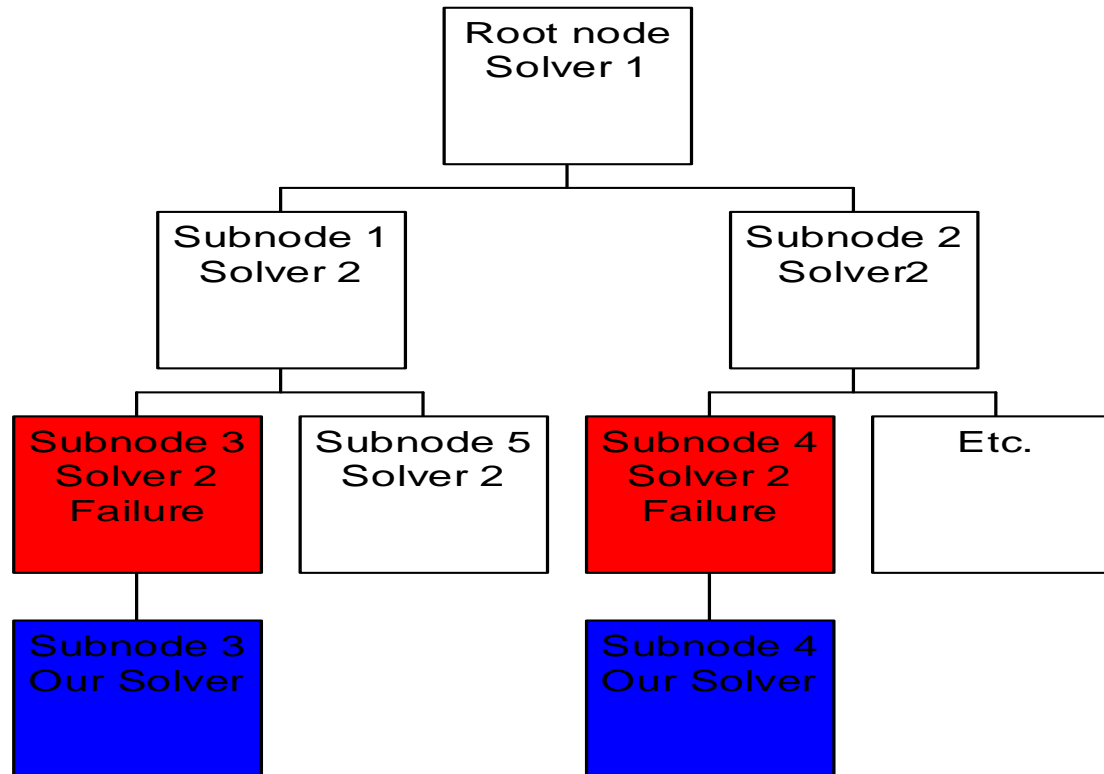 Root node
Solver 1
Subnode 1
Solver 2
Subnode 2
Solver2
Subnode 3
Solver 2
Failure
Subnode 5
Solver 2
Subnode 4
Solver 2
Failure
Etc.
Subnode 3
Our Solver
Subnode 4
Our Solver